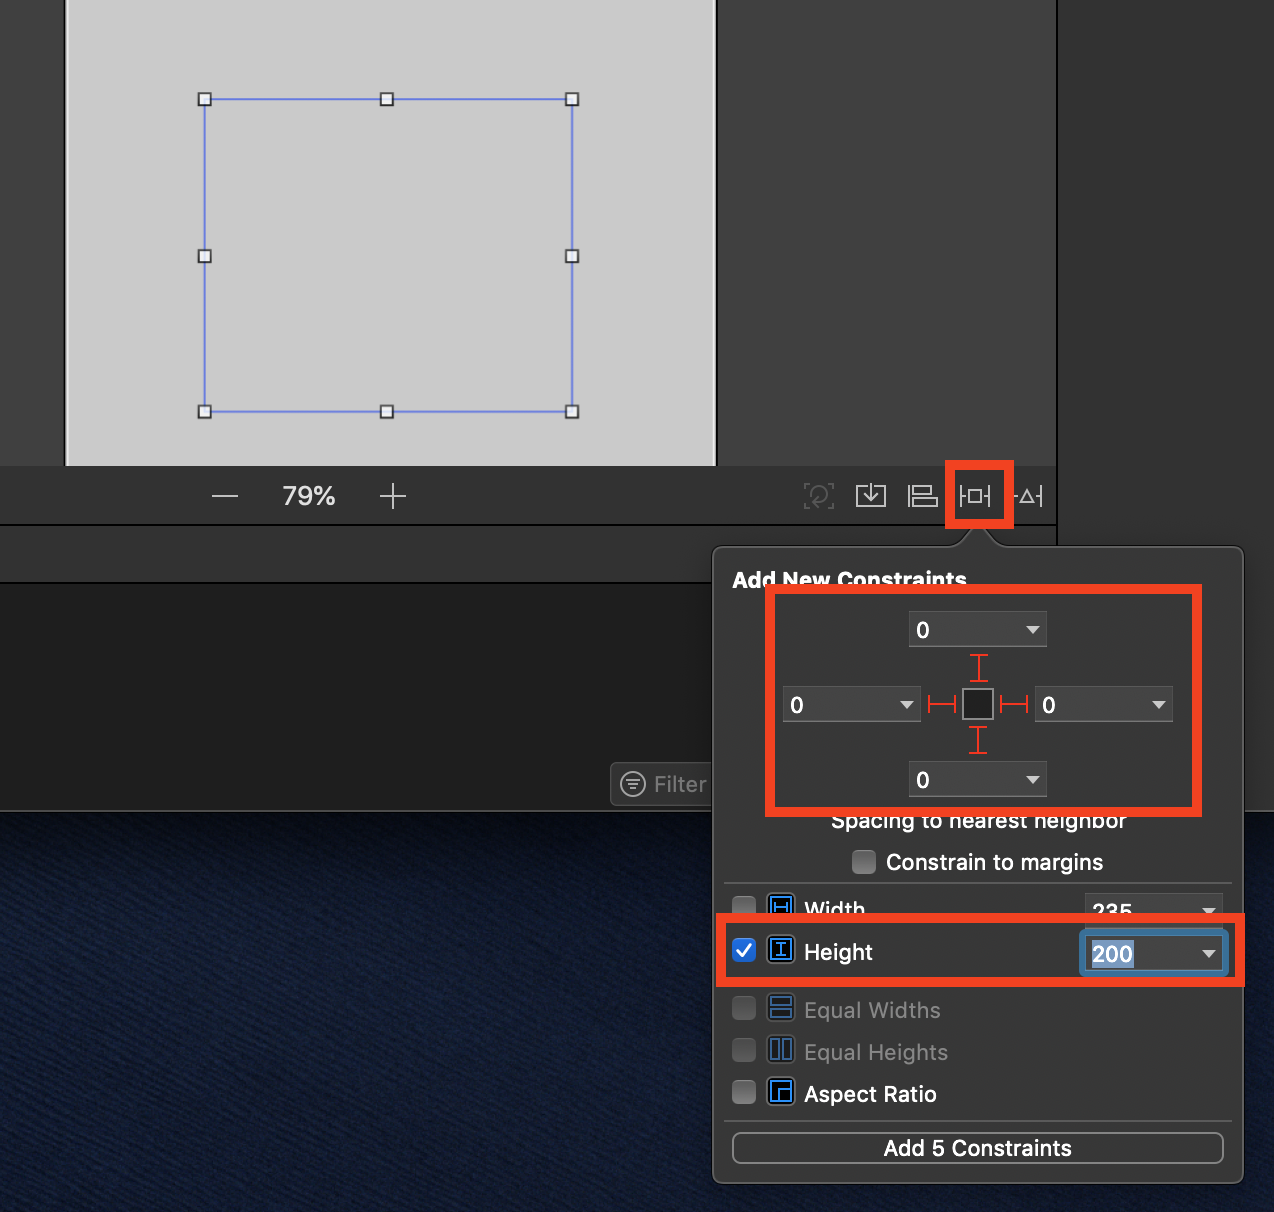 79%
Add New Constraints
0
0
0
0
Spacing to nearest neighbor
Constrain to margins
Width 235
Height 200
Equal Widths
Equal Heights
Aspect Ratio
Add 5 Constraints
Filter